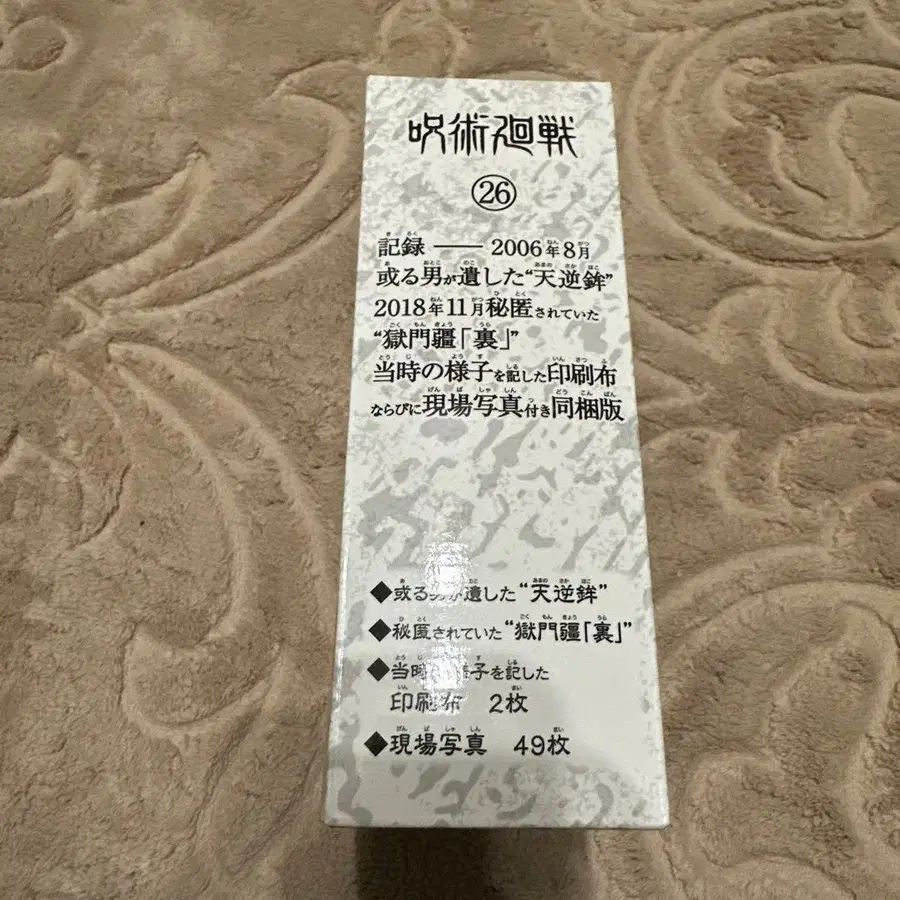 呪術廻戦
㉖
記録 ── 2006年8月
或る男が遺した“天逆鉾”
2018年11月秘匿されていた
“獄門疆「裏」”
当時の様子を記した印刷布
ならびに現場写真付き同梱版
◆或る男が遺した“天逆鉾”
◆秘匿されていた“獄門疆「裏」”
◆当時 様子を記した
印刷布 2枚
◆現場写真 49枚